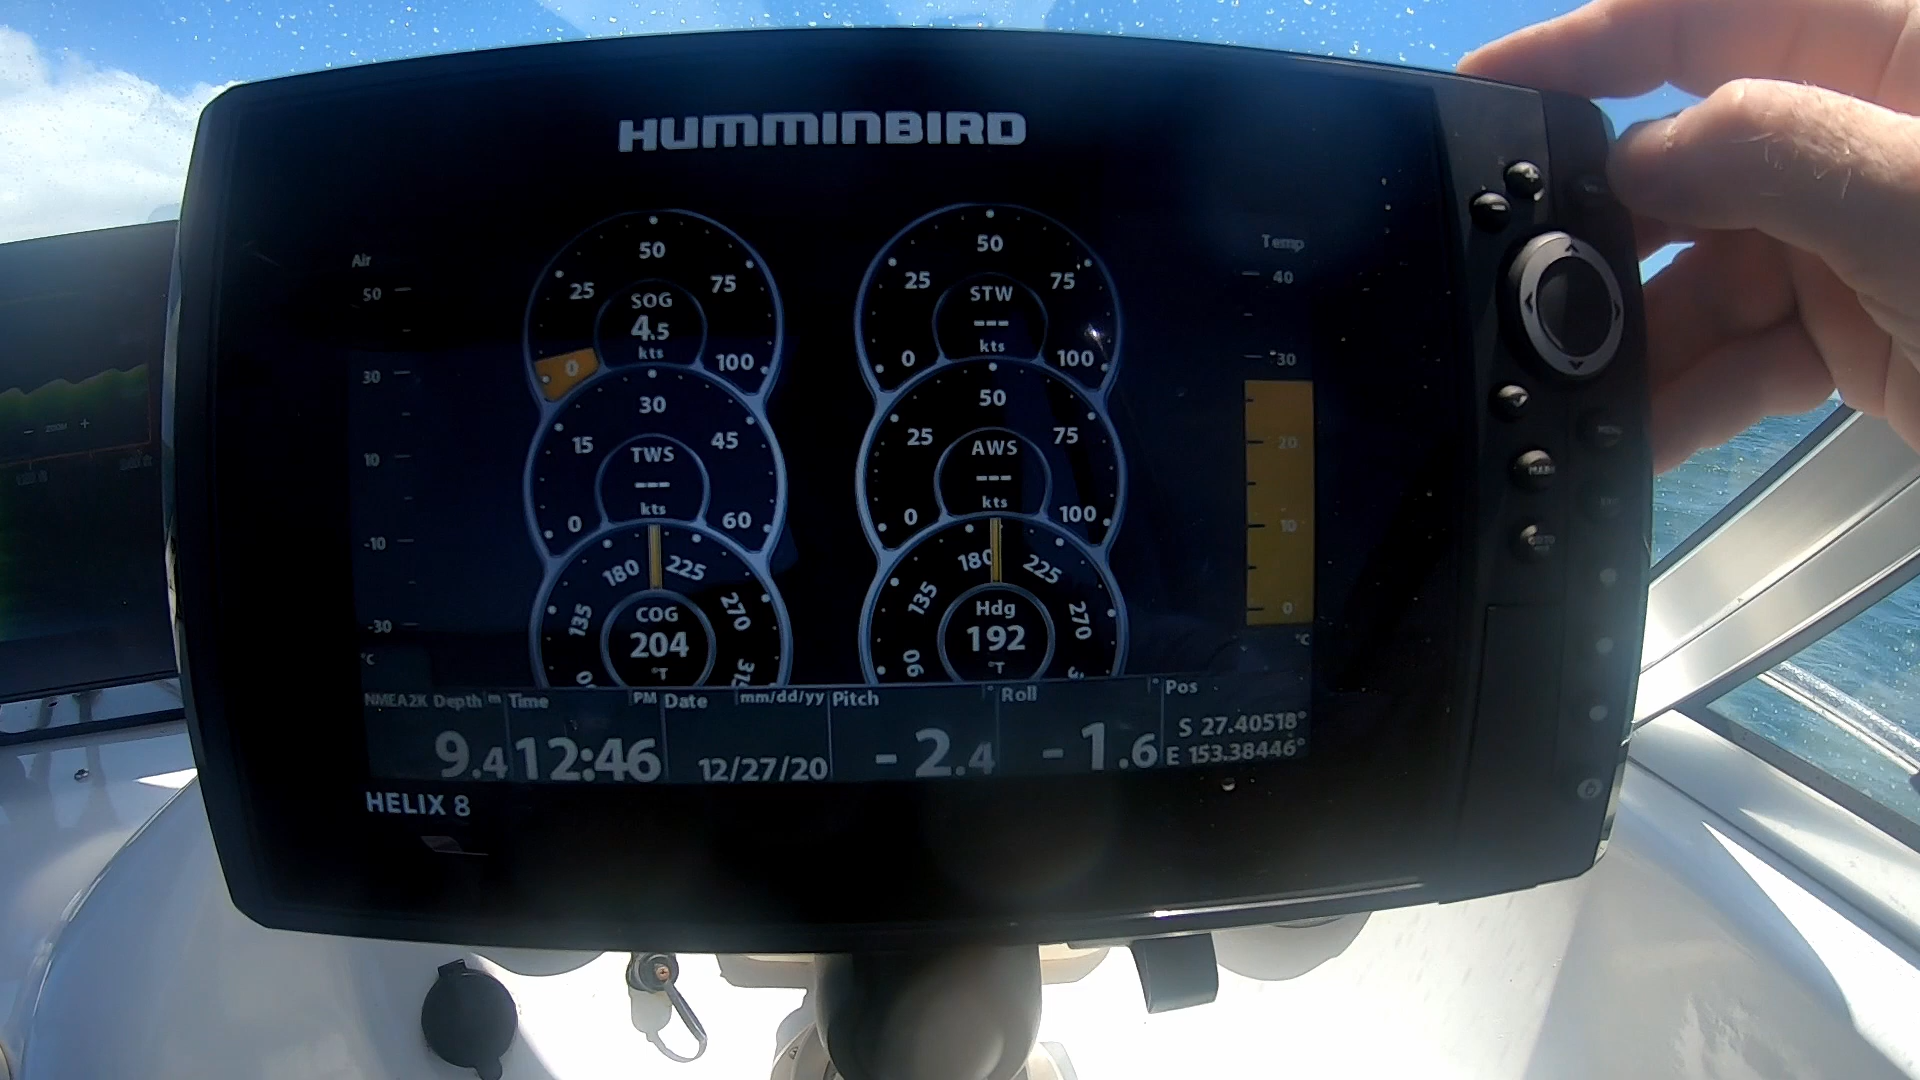 HUMMINBIRD
Air
50
30
10
-10
-30
°C
50
25
75
SOG
4.5
kts
0
100
30
15
45
TWS
---
kts
0
60
180
225
135
270
COG
204
°T
50
25
75
STW
---
kts
0
100
50
25
75
AWS
---
kts
0
100
180
225
135
270
90
Hdg
192
°T
Temp
40
30
20
10
0
°C
NMEA2K Depth m
9.4
Time PM
12:46
Date mm/dd/yy
12/27/20
Pitch °
-2.4
Roll °
-1.6
Pos
S 27.40518°
E 153.38446°
HELIX 8
ZOOM
MENU
MARK
GOTO